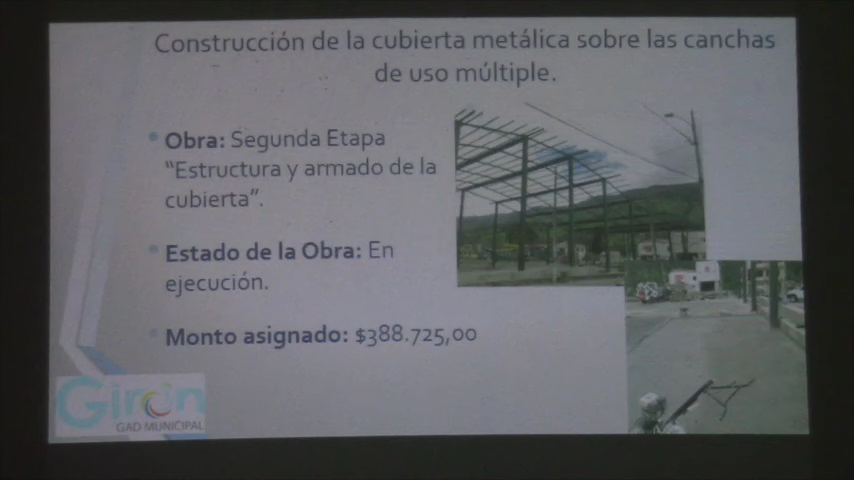 Construcción de la cubierta metálica sobre las canchas
de uso múltiple.
Obra: Segunda Etapa
“Estructura y armado de la
cubierta”.
Estado de la Obra: En
ejecución.
Monto asignado: $388.725,00
Girón
GAD MUNICIPAL